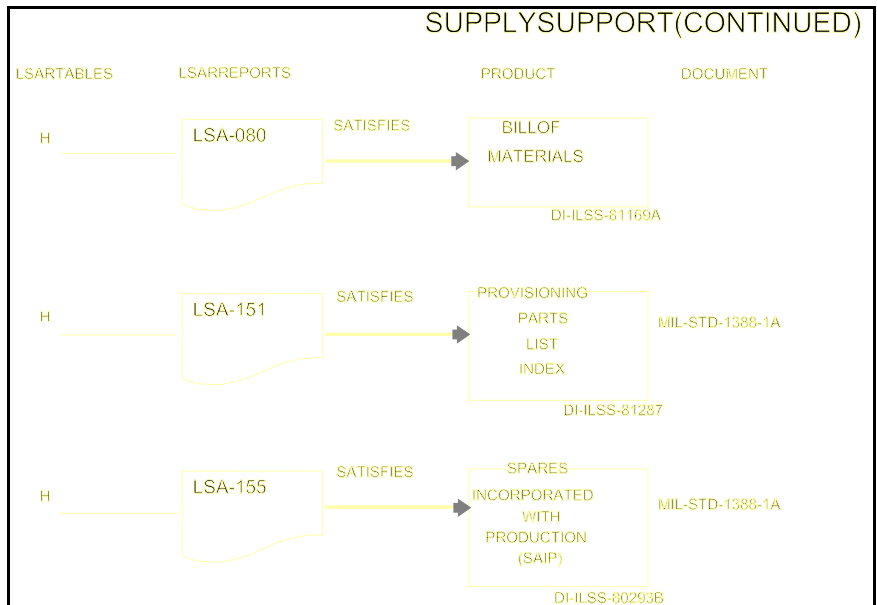 SUPPLYSUPPORT(CONTINUED)
LSARTABLES LSARREPORTS PRODUCT DOCUMENT
H LSA-080 SATISFIES BILLOF
MATERIALS
DI-ILSS-81169A
H LSA-151 SATISFIES PROVISIONING
PARTS
LIST
INDEX
MIL-STD-1388-1A
DI-ILSS-81287
H LSA-155 SATISFIES SPARES
INCORPORATED
WITH
PRODUCTION
(SAIP)
MIL-STD-1388-1A
DI-ILSS-80293B